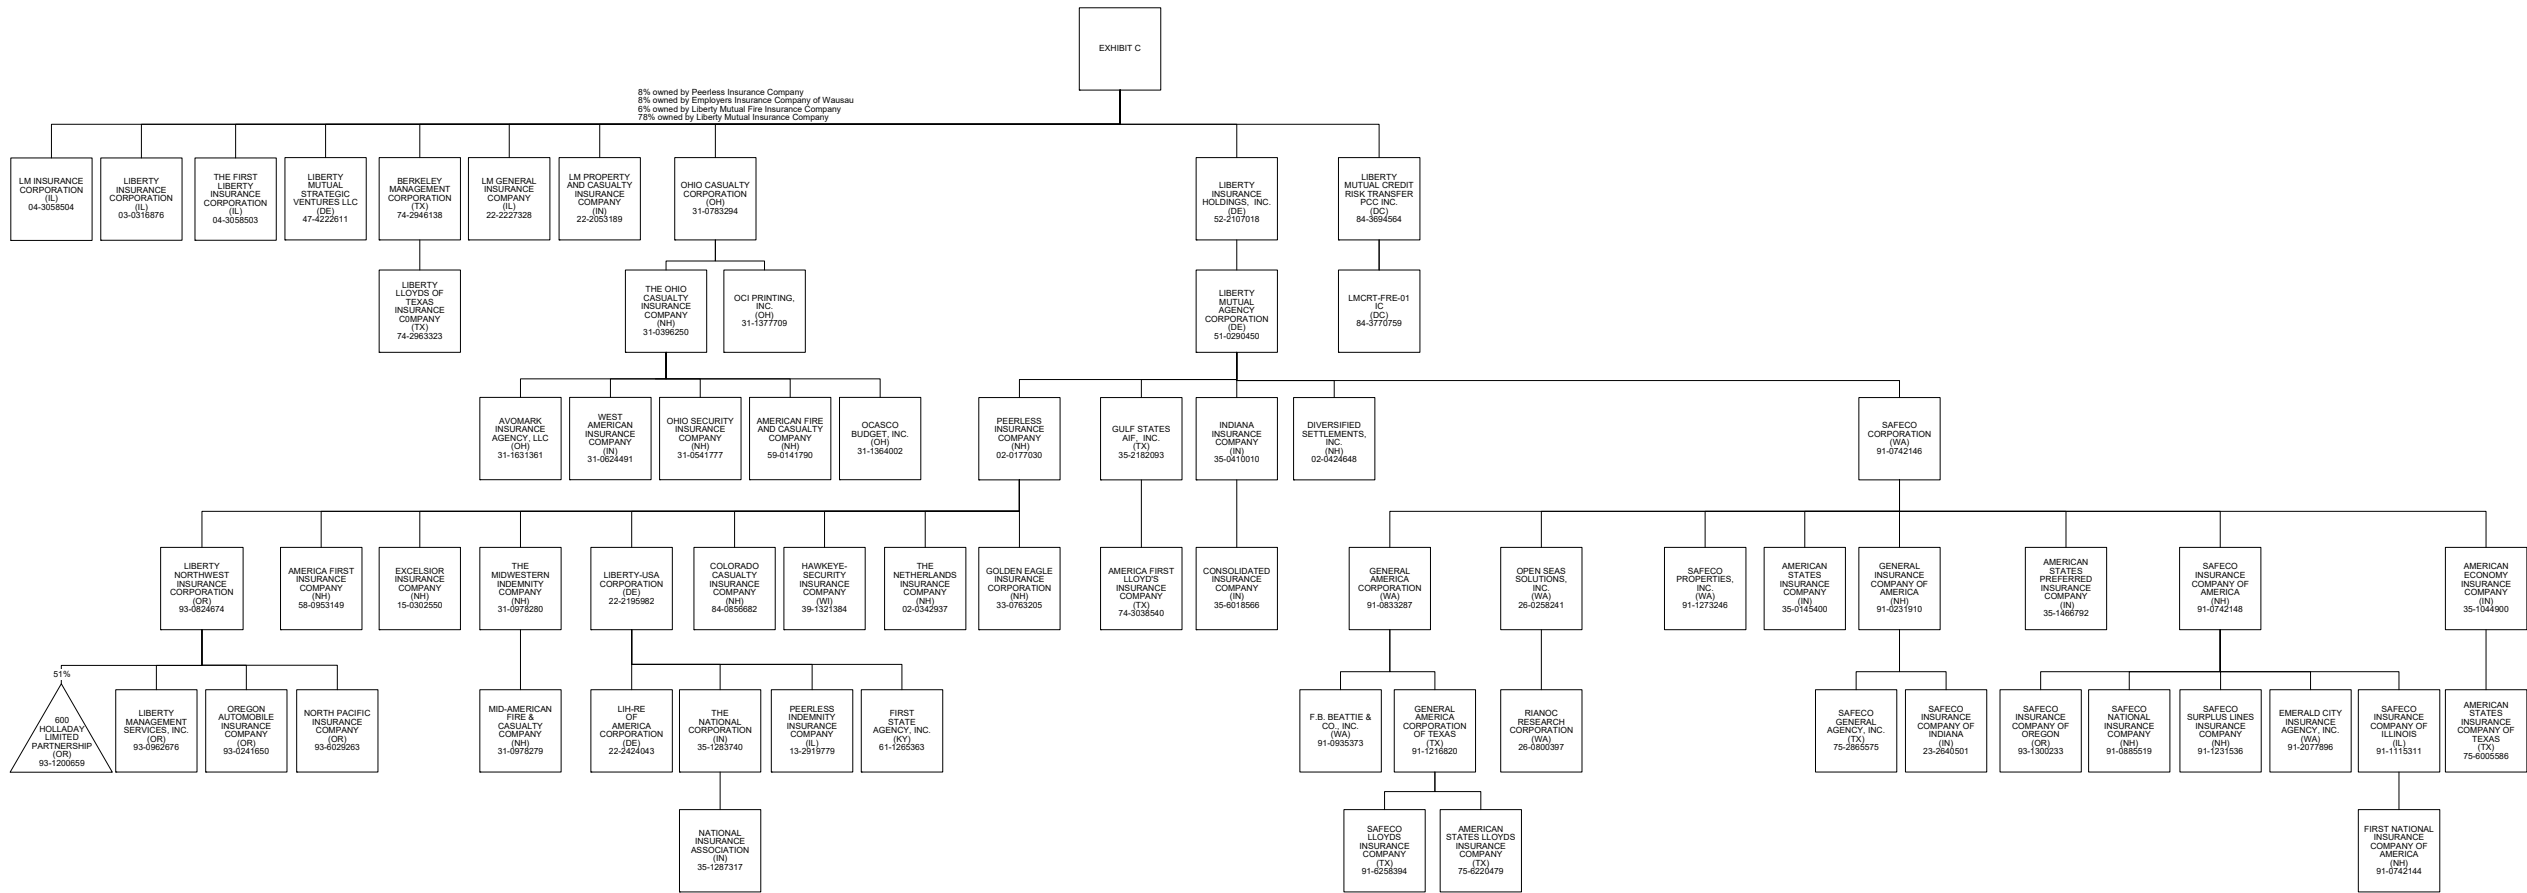 EXHIBIT C
8% owned by Peerless Insurance Company
8% owned by Employers Insurance Company of Wausau
6% owned by Liberty Mutual Fire Insurance Company
78% owned by Liberty Mutual Insurance Company
LM INSURANCE
CORPORATION
(IL)
04-3058504
LIBERTY
INSURANCE
CORPORATION
(IL)
03-0316876
THE FIRST
LIBERTY
INSURANCE
CORPORATION
(IL)
04-3058503
LIBERTY
MUTUAL
STRATEGIC
VENTURES LLC
(DE)
47-4222611
BERKELEY
MANAGEMENT
CORPORATION
(TX)
74-2946138
LM GENERAL
INSURANCE
COMPANY
(IL)
22-2227328
LM PROPERTY
AND CASUALTY
INSURANCE
COMPANY
(IN)
22-2053189
OHIO CASUALTY
CORPORATION
(OH)
31-0783294
LIBERTY
INSURANCE
HOLDINGS, INC.
(DE)
52-2107018
LIBERTY
MUTUAL CREDIT
RISK TRANSFER
PCC INC.
(DC)
84-3694564
LIBERTY
LLOYDS OF
TEXAS
INSURANCE
C0MPANY
(TX)
74-2963323
THE OHIO
CASUALTY
INSURANCE
COMPANY
(NH)
31-0396250
OCI PRINTING,
INC.
(OH)
31-1377709
LIBERTY
MUTUAL
AGENCY
CORPORATION
(DE)
51-0290450
LMCRT-FRE-01
IC
(DC)
84-3770759
AVOMARK
INSURANCE
AGENCY, LLC
(OH)
31-1631361
WEST
AMERICAN
INSURANCE
COMPANY
(IN)
31-0624491
OHIO SECURITY
INSURANCE
COMPANY
(NH)
31-0541777
AMERICAN FIRE
AND CASUALTY
COMPANY
(NH)
59-0141790
OCASCO
BUDGET, INC.
(OH)
31-1364002
PEERLESS
INSURANCE
COMPANY
(NH)
02-0177030
GULF STATES
AIF, INC.
(TX)
35-2182093
INDIANA
INSURANCE
COMPANY
(IN)
35-0410010
DIVERSIFIED
SETTLEMENTS,
INC.
(NH)
02-0424648
SAFECO
CORPORATION
(WA)
91-0742146
LIBERTY
NORTHWEST
INSURANCE
CORPORATION
(OR)
93-0824674
AMERICA FIRST
INSURANCE
COMPANY
(NH)
58-0953149
EXCELSIOR
INSURANCE
COMPANY
(NH)
15-0302550
THE
MIDWESTERN
INDEMNITY
COMPANY
(NH)
31-0978280
LIBERTY-USA
CORPORATION
(DE)
22-2195982
COLORADO
CASUALTY
INSURANCE
COMPANY
(NH)
84-0856682
HAWKEYE-
SECURITY
INSURANCE
COMPANY
(WI)
39-1321384
THE
NETHERLANDS
INSURANCE
COMPANY
(NH)
02-0342937
GOLDEN EAGLE
INSURANCE
CORPORATION
(NH)
33-0763205
AMERICA FIRST
LLOYD'S
INSURANCE
COMPANY
(TX)
74-3038540
CONSOLIDATED
INSURANCE
COMPANY
(IN)
35-6018566
GENERAL
AMERICA
CORPORATION
(WA)
91-0833287
OPEN SEAS
SOLUTIONS,
INC.
(WA)
26-0258241
SAFECO
PROPERTIES,
INC.
(WA)
91-1273246
AMERICAN
STATES
INSURANCE
COMPANY
(IN)
35-0145400
GENERAL
INSURANCE
COMPANY OF
AMERICA
(NH)
91-0231910
AMERICAN
STATES
PREFERRED
INSURANCE
COMPANY
(IN)
35-1466792
SAFECO
INSURANCE
COMPANY OF
AMERICA
(NH)
91-0742148
AMERICAN
ECONOMY
INSURANCE
COMPANY
(IN)
35-1044900
51%
600
HOLLADAY
LIMITED
PARTNERSHIP
(OR)
93-1200659
LIBERTY
MANAGEMENT
SERVICES, INC.
(OR)
93-0962676
OREGON
AUTOMOBILE
INSURANCE
COMPANY
(OR)
93-0241650
NORTH PACIFIC
INSURANCE
COMPANY
(OR)
93-6029263
MID-AMERICAN
FIRE &
CASUALTY
COMPANY
(NH)
31-0978279
LIH-RE
OF
AMERICA
CORPORATION
(DE)
22-2424043
THE
NATIONAL
CORPORATION
(IN)
35-1283740
PEERLESS
INDEMNITY
INSURANCE
COMPANY
(IL)
13-2919779
FIRST
STATE
AGENCY, INC.
(KY)
61-1265363
F.B. BEATTIE &
CO., INC.
(WA)
91-0935373
GENERAL
AMERICA
CORPORATION
OF TEXAS
(TX)
91-1216820
RIANOC
RESEARCH
CORPORATION
(WA)
26-0800397
SAFECO
GENERAL
AGENCY, INC.
(TX)
75-2865575
SAFECO
INSURANCE
COMPANY OF
INDIANA
(IN)
23-2640501
SAFECO
INSURANCE
COMPANY OF
OREGON
(OR)
93-1300233
SAFECO
NATIONAL
INSURANCE
COMPANY
(NH)
91-0885519
SAFECO
SURPLUS LINES
INSURANCE
COMPANY
(NH)
91-1231536
EMERALD CITY
INSURANCE
AGENCY, INC.
(WA)
91-2077896
SAFECO
INSURANCE
COMPANY OF
ILLINOIS
(IL)
91-1115311
AMERICAN
STATES
INSURANCE
COMPANY OF
TEXAS
(TX)
75-6005586
NATIONAL
INSURANCE
ASSOCIATION
(IN)
35-1287317
SAFECO
LLOYDS
INSURANCE
COMPANY
(TX)
91-6258394
AMERICAN
STATES LLOYDS
INSURANCE
COMPANY
(TX)
75-6220479
FIRST NATIONAL
INSURANCE
COMPANY OF
AMERICA
(NH)
91-0742144